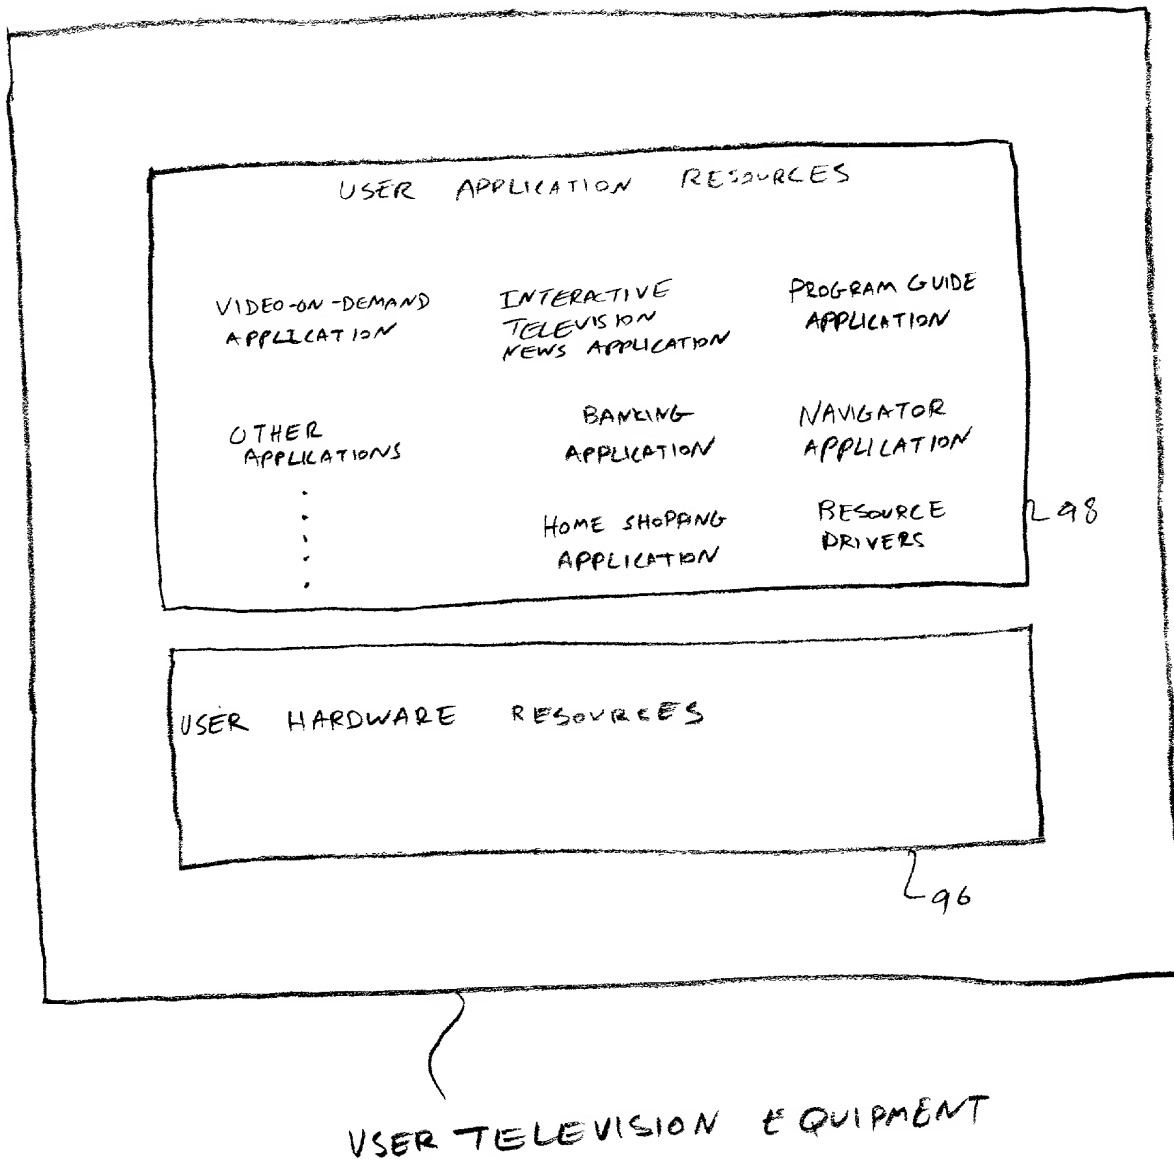 USER APPLICATION RESOURCES
VIDEO-ON-DEMAND
APPLICATION
INTERACTIVE
TELEVISION
NEWS APPLICATION
PROGRAM GUIDE
APPLICATION
OTHER
APPLICATIONS
BANKING
APPLICATION
NAVIGATOR
APPLICATION
HOME SHOPPING
APPLICATION
RESOURCE
DRIVERS
98
USER HARDWARE RESOURCES
96
USER TELEVISION EQUIPMENT